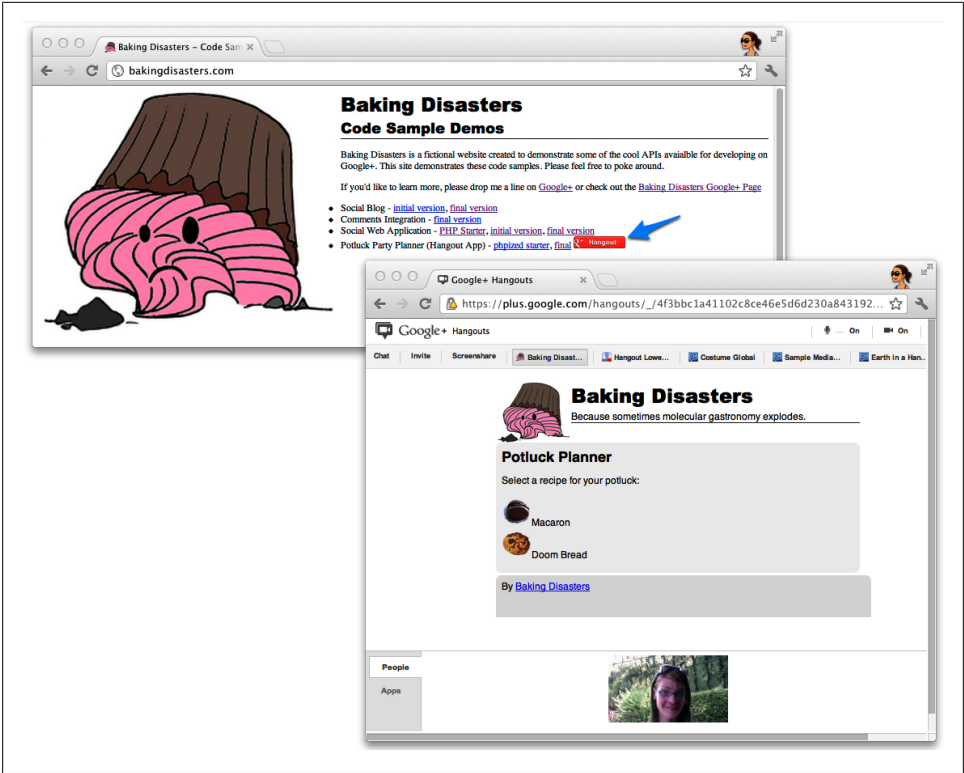 Baking Disasters – Code Sam
bakingdisasters.com
Baking Disasters
Code Sample Demos
Baking Disasters is a fictional website created to demonstrate some of the cool APIs avaialble for developing on
Google+. This site demonstrates these code samples. Please feel free to poke around.
If you'd like to learn more, please drop me a line on Google+ or check out the Baking Disasters Google+ Page
• Social Blog - initial version, final version
• Comments Integration - final version
• Social Web Application - PHP Starter, initial version, final version
• Potluck Party Planner (Hangout App) - phpized starter, final g+ Hangout
Google+ Hangouts
https://plus.google.com/hangouts/_/4f3bbc1a41102c8ce46e5d6d230a843192...
Google+ Hangouts
On
On
Chat Invite Screenshare Baking Disast... Hangout Lowe... Costume Global Sample Media... Earth in a Han..
Baking Disasters
Because sometimes molecular gastronomy explodes.
Potluck Planner
Select a recipe for your potluck:
Macaron
Doom Bread
By Baking Disasters
People
Apps